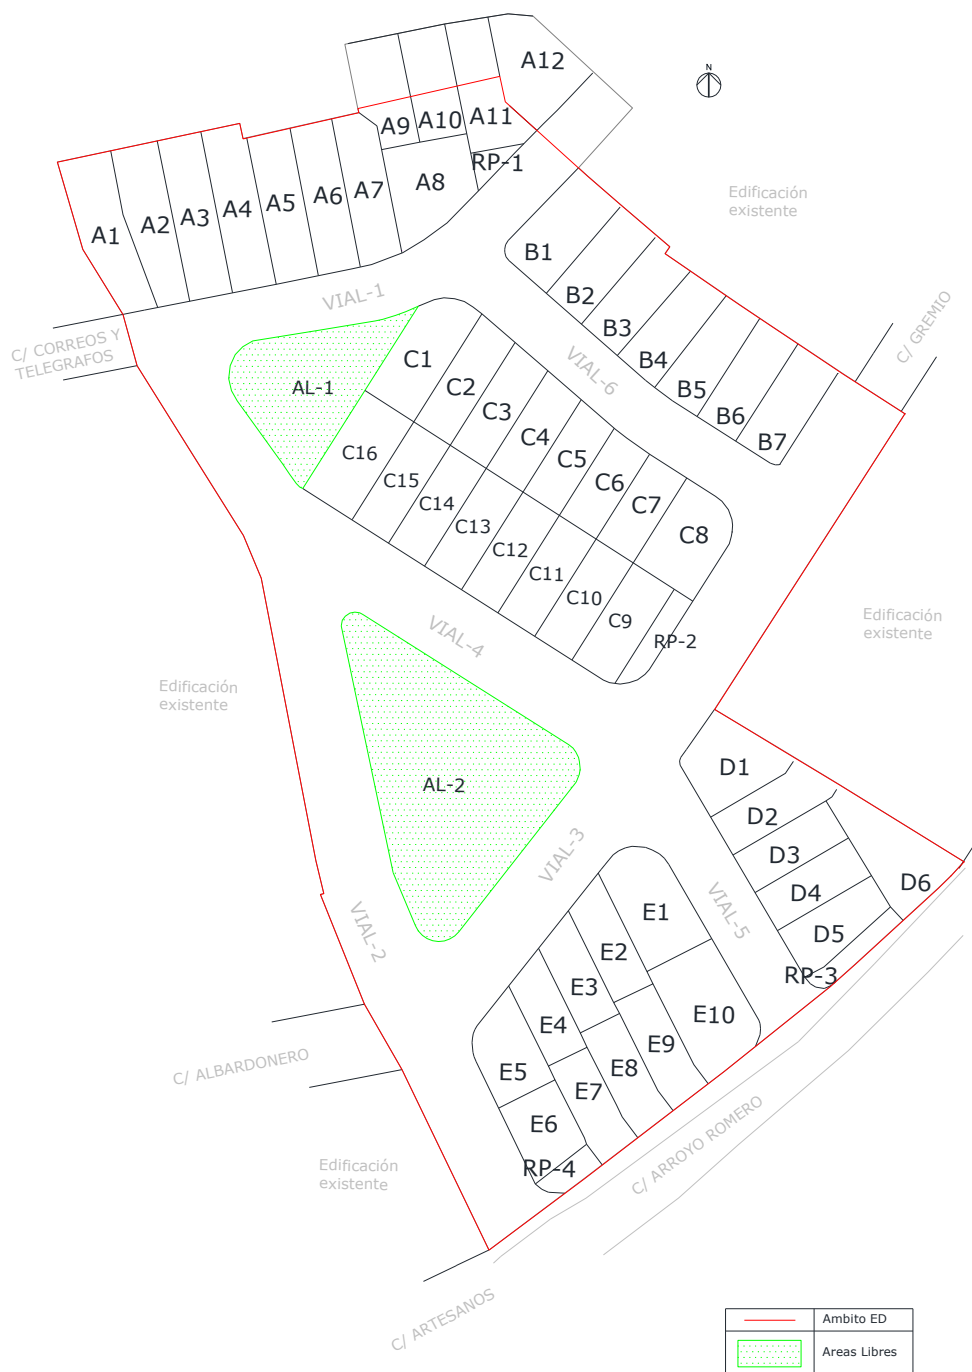 A12
N
A9
A10
A11
RP-1
A8
A7
A6
A5
A4
A3
A2
A1
Edificación
existente
B1
B2
B3
B4
B5
B6
B7
VIAL-1
C/ CORREOS Y
TELEGRAFOS
C/ GREMIO
VIAL-6
AL-1
C1
C2
C3
C4
C5
C6
C7
C8
C16
C15
C14
C13
C12
C11
C10
C9
RP-2
VIAL-4
Edificación
existente
Edificación
existente
AL-2
D1
D2
D3
D4
D5
D6
RP-3
VIAL-3
VIAL-5
VIAL-2
E1
E2
E3
E4
E5
E10
E9
E8
E7
E6
RP-4
C/ ALBARDONERO
C/ ARROYO ROMERO
Edificación
existente
C/ ARTESANOS
Ambito ED
Areas Libres